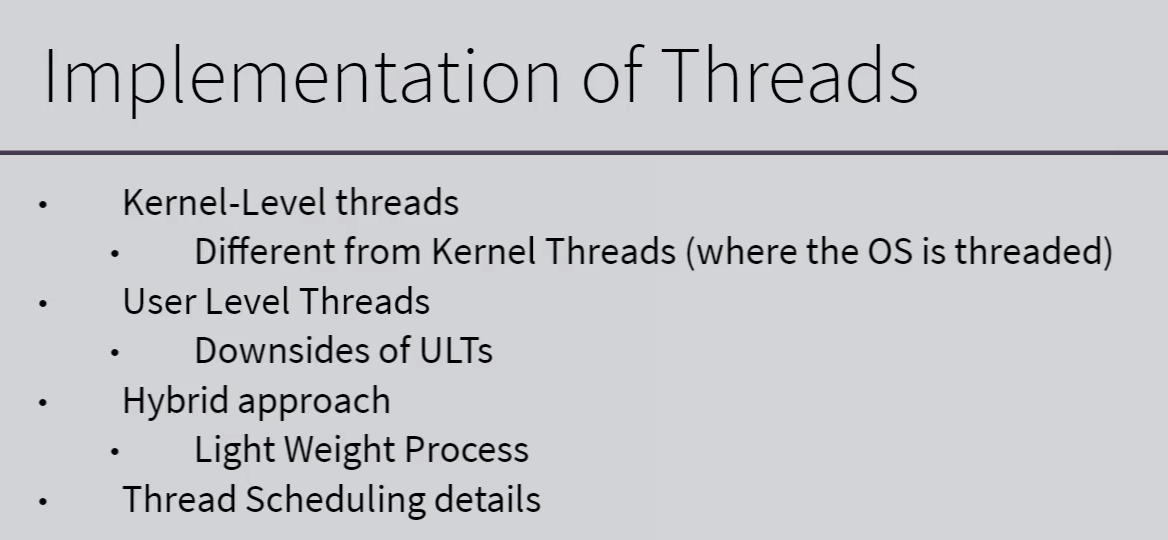 Implementation of Threads
• Kernel-Level threads
• Different from Kernel Threads (where the OS is threaded)
• User Level Threads
• Downsides of ULTs
• Hybrid approach
• Light Weight Process
• Thread Scheduling details